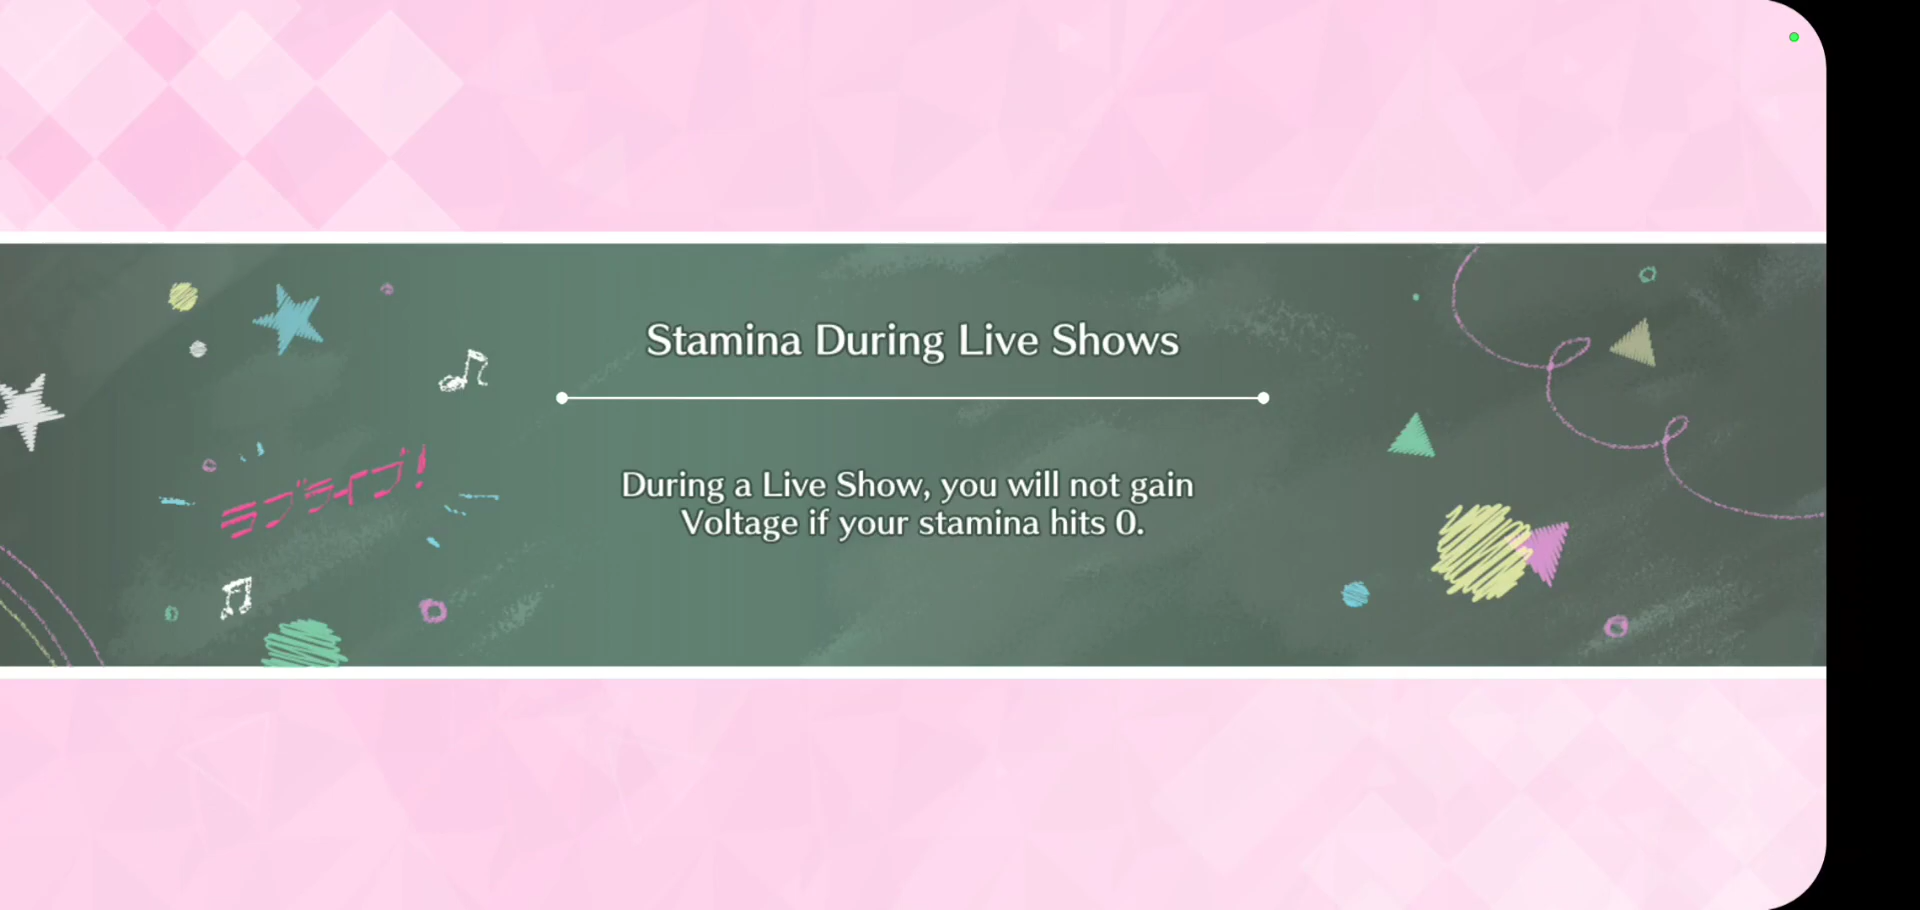 Stamina During Live Shows
ラブライブ!
During a Live Show, you will not gain
Voltage if your stamina hits 0.